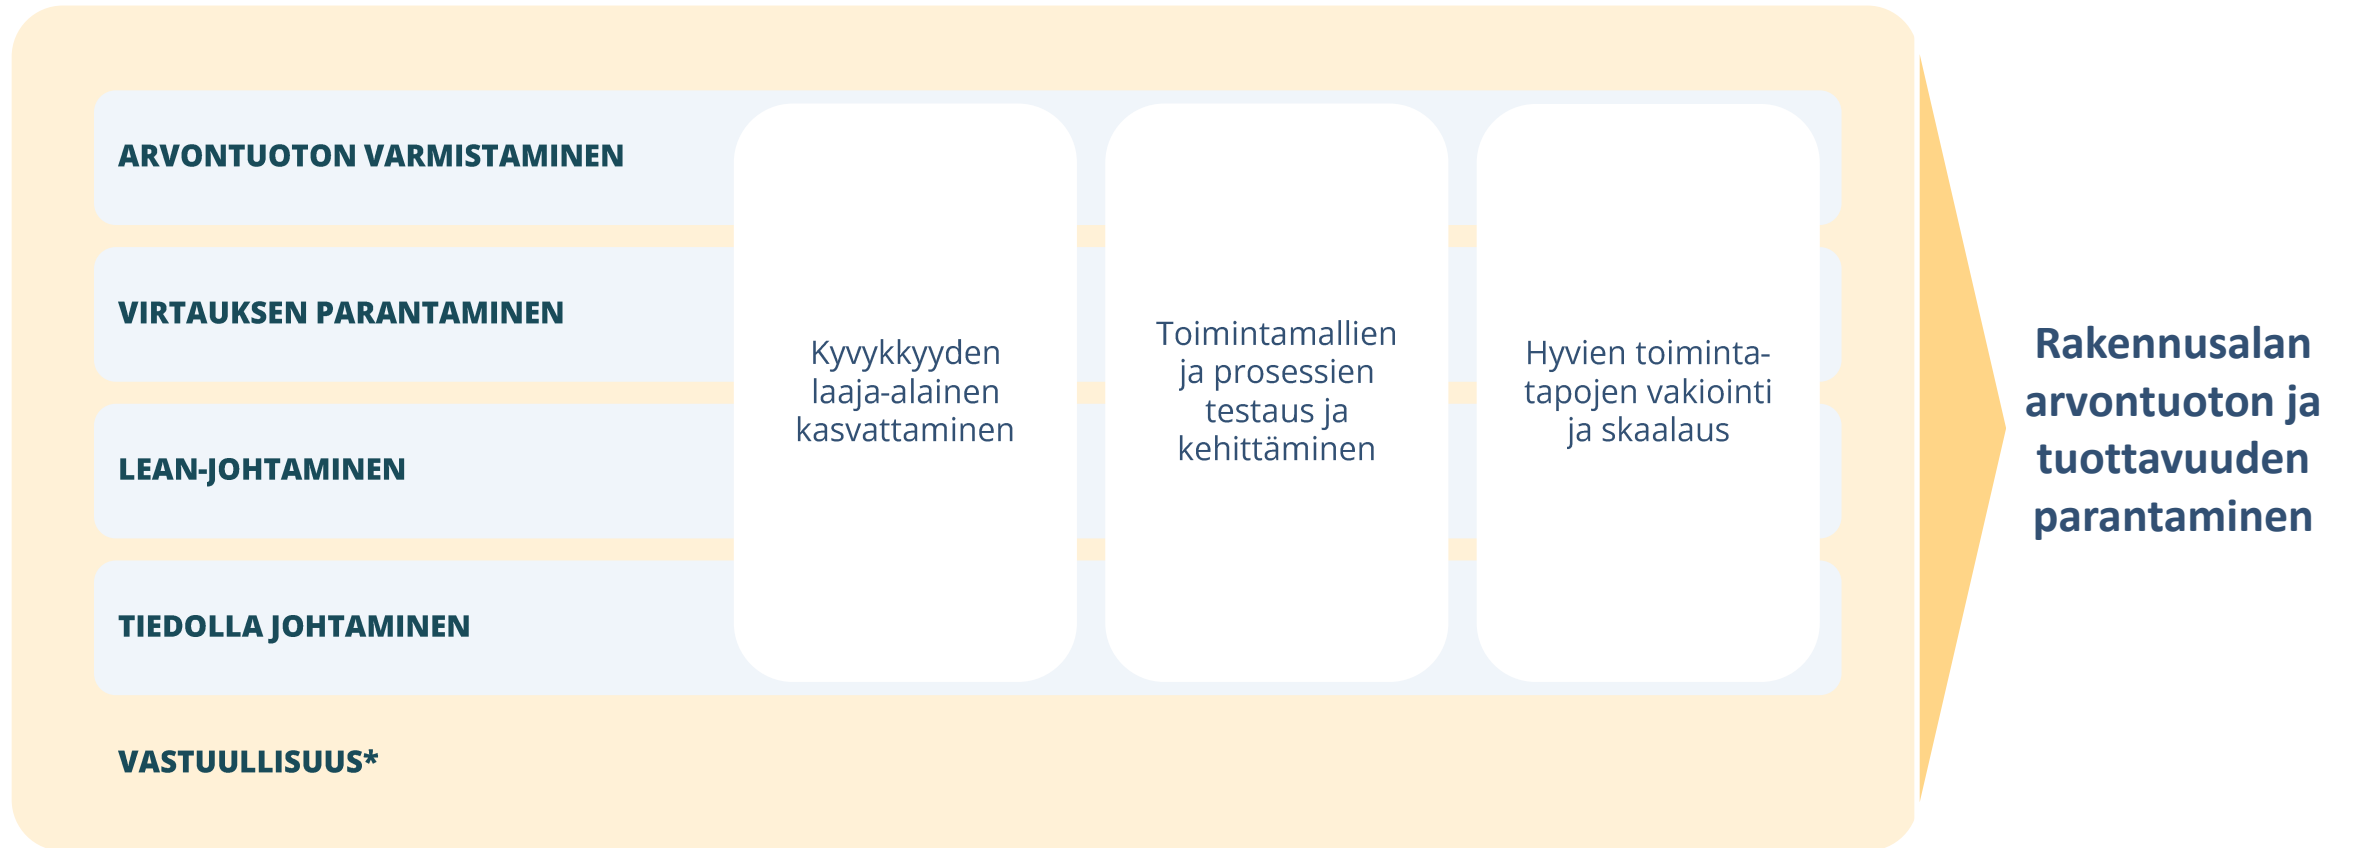 ARVONTUOTON VARMISTAMINEN
VIRTAUKSEN PARANTAMINEN
LEAN-JOHTAMINEN
TIEDOLLA JOHTAMINEN
VASTUULLISUUS*
Kyvykkyyden
laaja-alainen
kasvattaminen
Toimintamallien
ja prosessien
testaus ja
kehittäminen
Hyvien toiminta-
tapojen vakiointi
ja skaalaus
Rakennusalan
arvontuoton ja
tuottavuuden
parantaminen